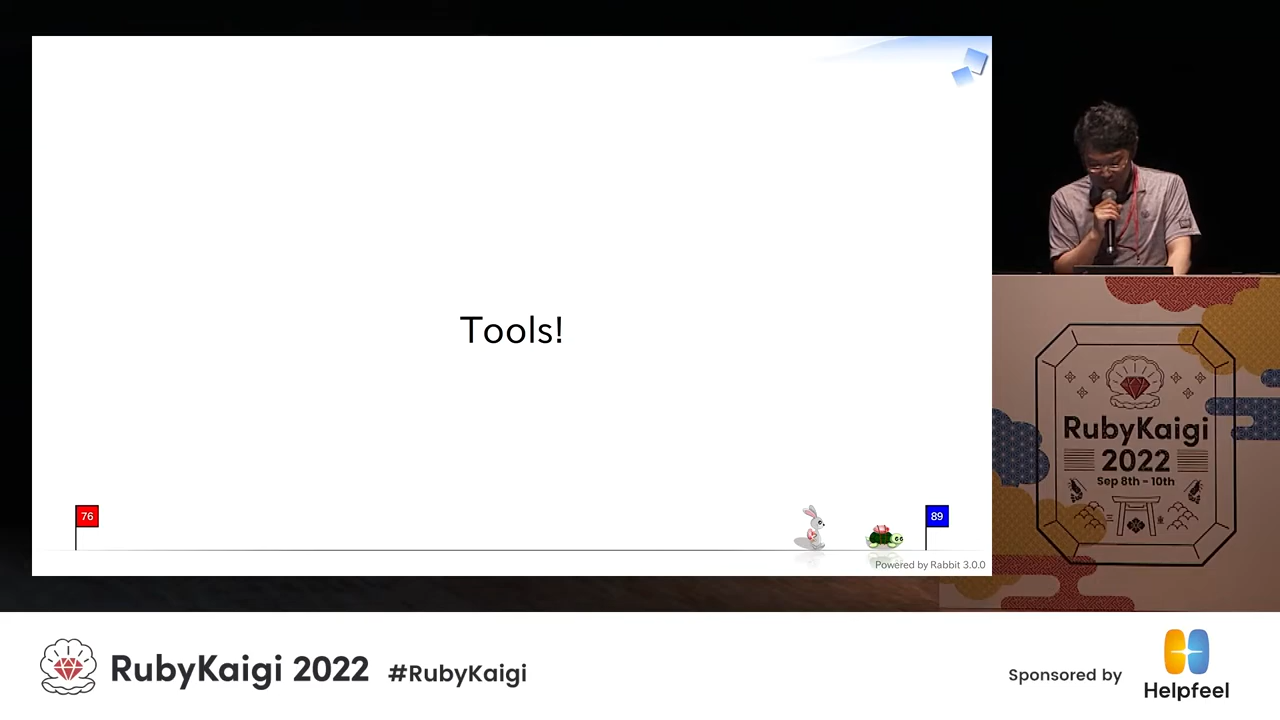 Tools!
76
89
Powered by Rabbit 3.0.0
RubyKaigi
2022
Sep 8th - 10th
RubyKaigi 2022 #RubyKaigi
Sponsored by
Helpfeel